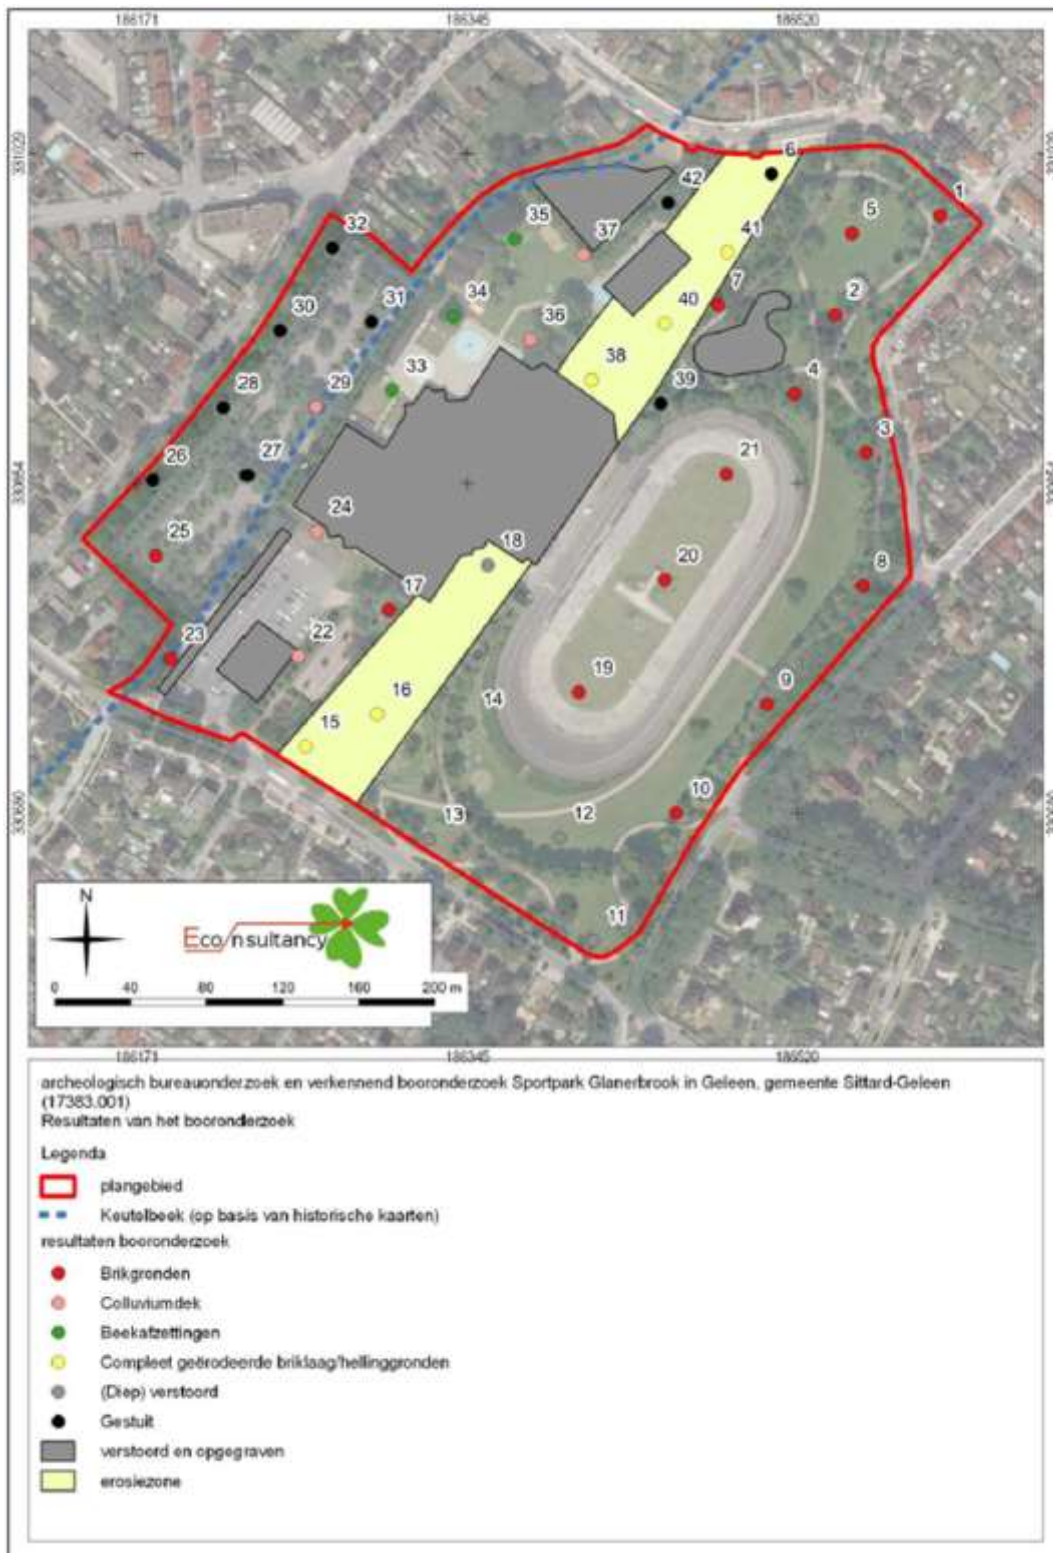 186171 186345 186520
331029 331029
6
1
42
5
35
32
37
41
31
34
7
2
30
40
36
38
33
4
28
29
39
3
21
26
27
330854 330854
24
18
20
25
8
17
22
23
19
9
14
16
15
10
13
12
330680 330680
11
N
Econsultancy
0 40 80 120 160 200 m
186171 186345 186520
archeologisch bureauonderzoek en verkennend booronderzoek Sportpark Glanerbrook in Geleen, gemeente Sittard-Geleen
(17383.001)
Resultaten van het booronderzoek
Legenda
plangebied
Keutelbeek (op basis van historische kaarten)
resultaten booronderzoek
Brikgronden
Colluviumdek
Beekafzettingen
Compleet geërodeerde briklaag/hellinggronden
(Diep) verstoord
Gestuit
verstoord en opgegraven
erosiezone